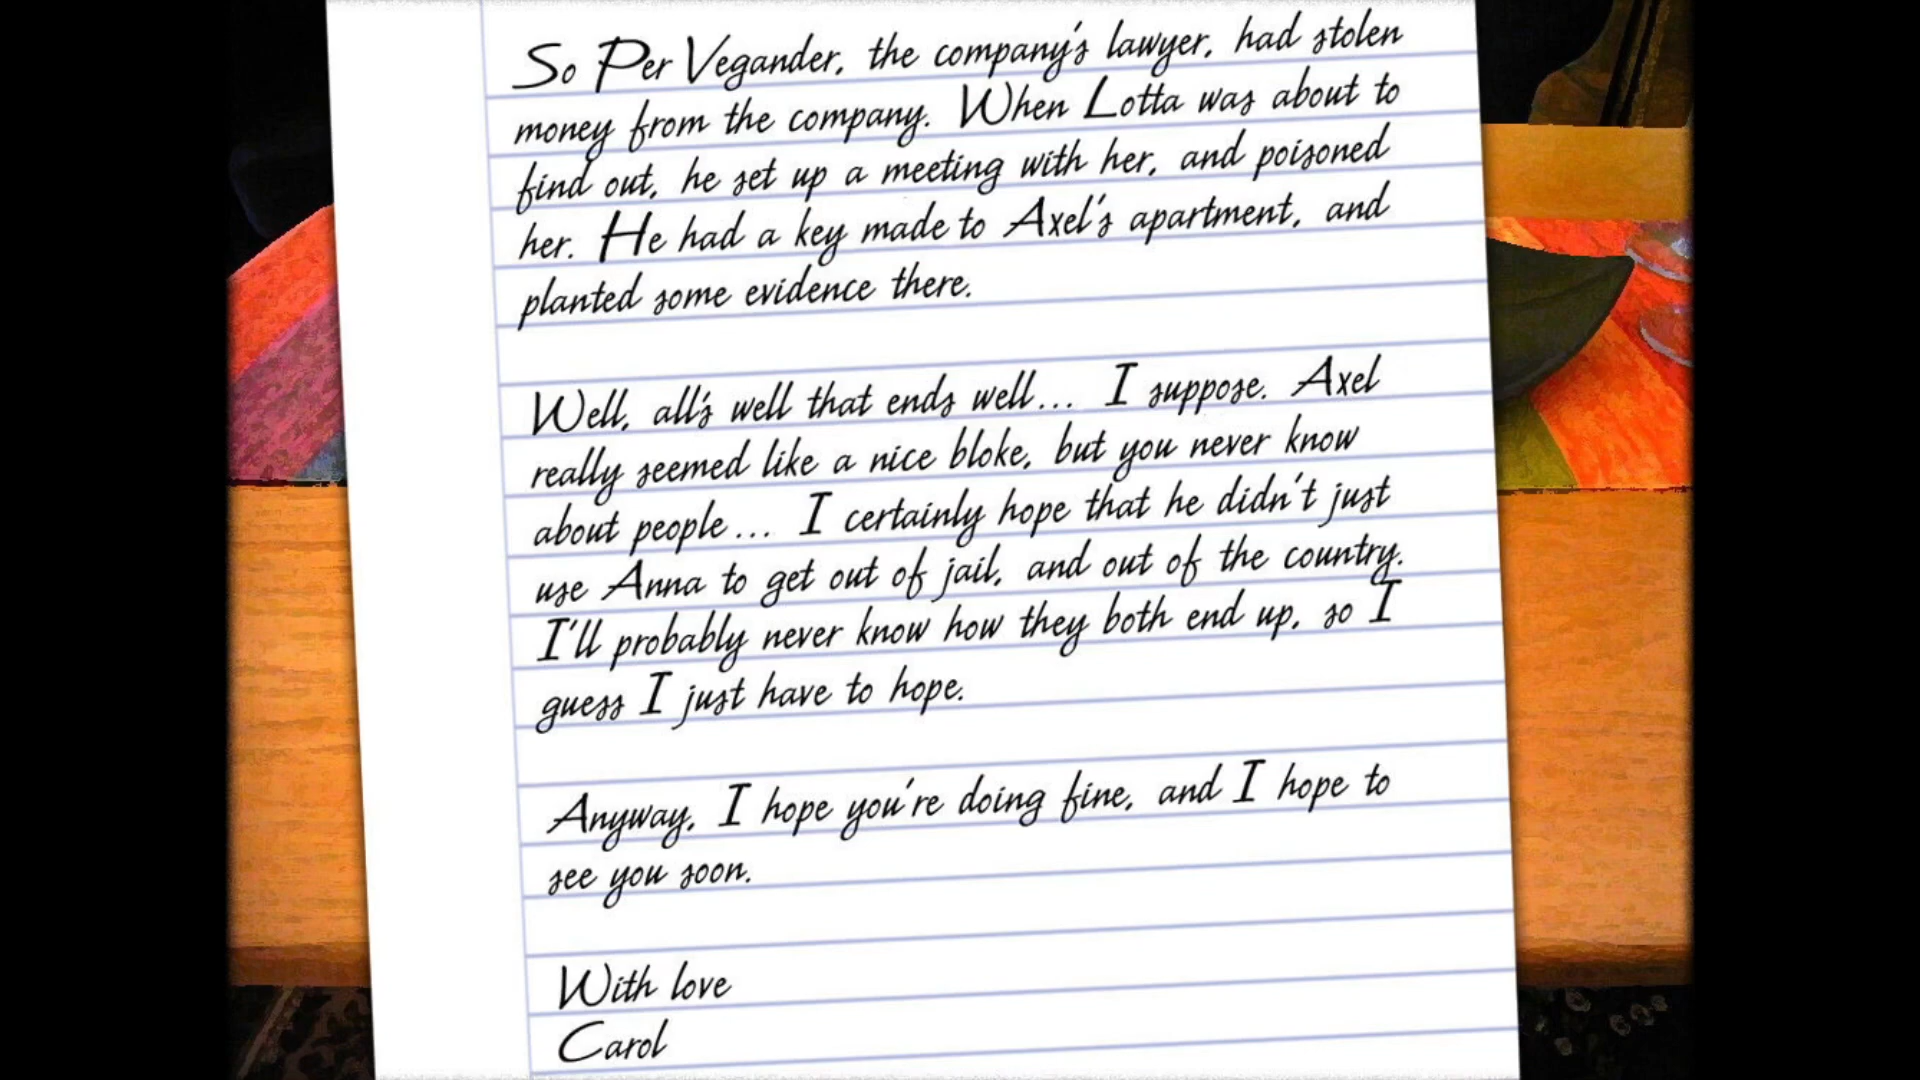 So Per Vegander, the company's lawyer, had stolen
money from the company. When Lotta was about to
find out, he set up a meeting with her, and poisoned
her. He had a key made to Axel's apartment, and
planted some evidence there.
Well, all's well that ends well... I suppose. Axel
really seemed like a nice bloke, but you never know
about people... I certainly hope that he didn't just
use Anna to get out of jail, and out of the country.
I'll probably never know how they both end up, so I
guess I just have to hope.
Anyway, I hope you're doing fine, and I hope to
see you soon.
With love
Carol